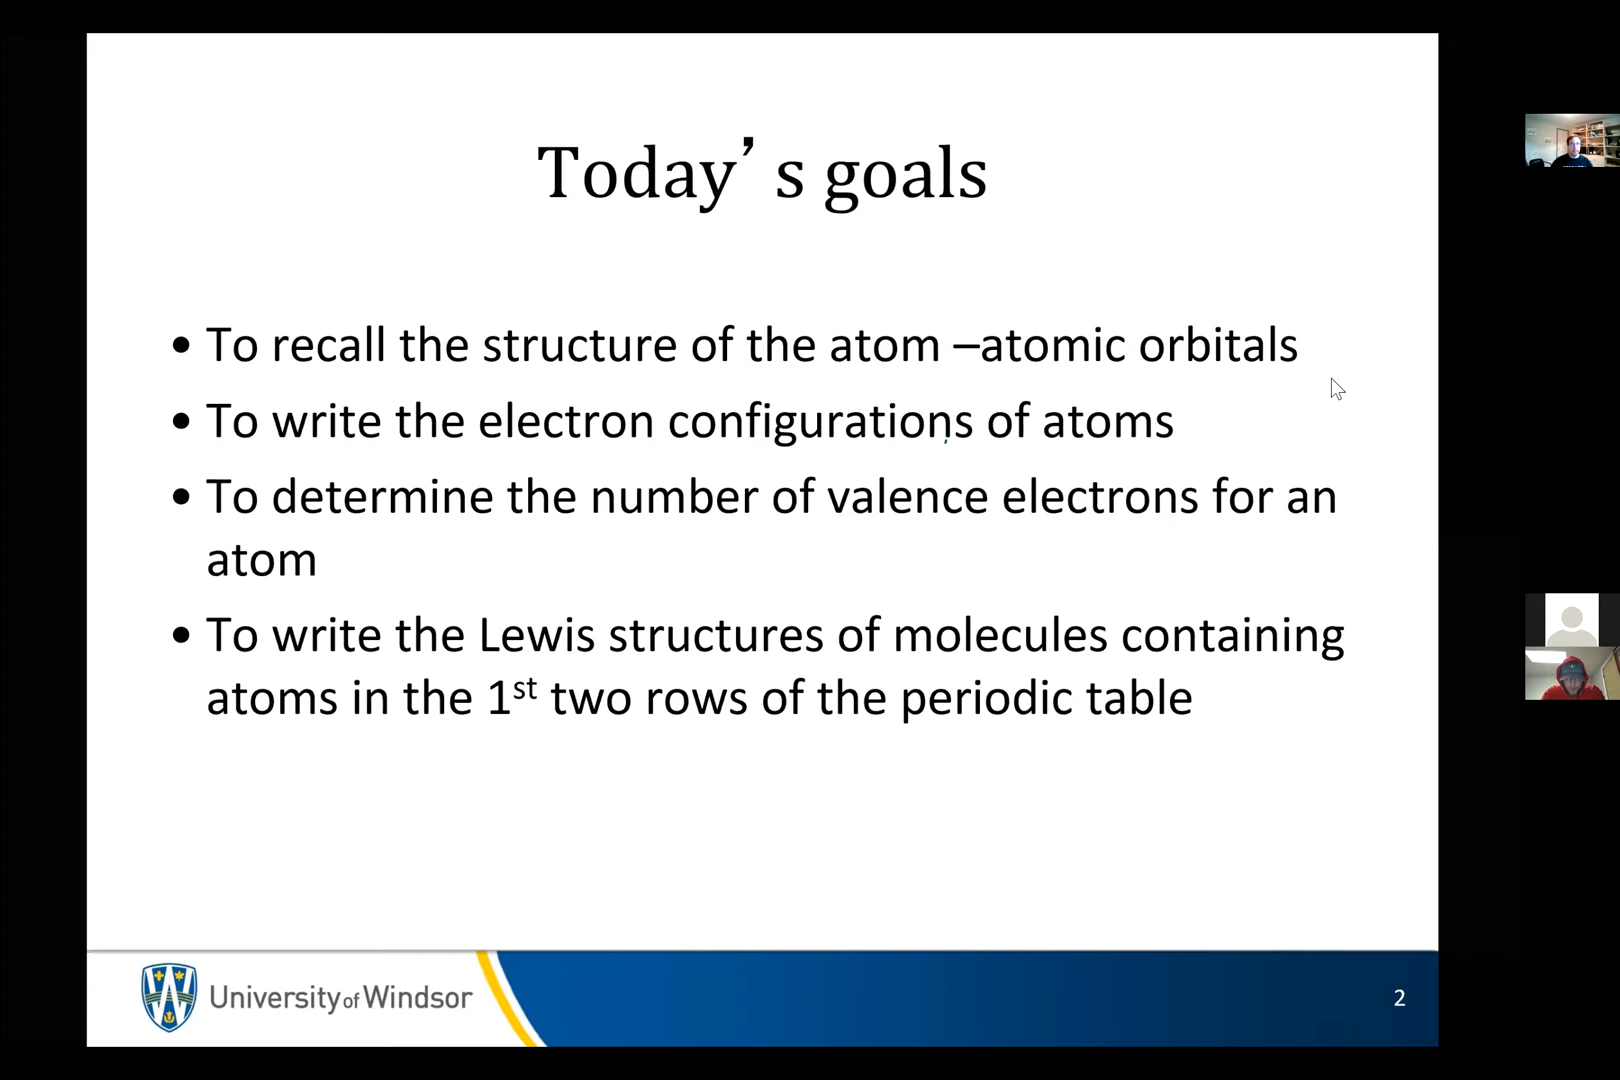 Today’s goals
• To recall the structure of the atom –atomic orbitals
• To write the electron configurations of atoms
• To determine the number of valence electrons for an
atom
• To write the Lewis structures of molecules containing
atoms in the 1st two rows of the periodic table
University of Windsor
2